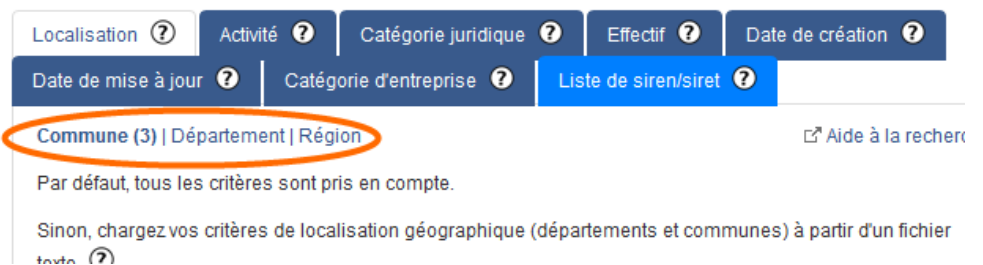 Localisation ? Activité ? Catégorie juridique ? Effectif ? Date de création ?
Date de mise à jour ? Catégorie d'entreprise ? Liste de siren/siret ?
Commune (3) | Département | Région Aide à la recherc
Par défaut, tous les critères sont pris en compte.
Sinon, chargez vos critères de localisation géographique (départements et communes) à partir d'un fichier
texte. ?